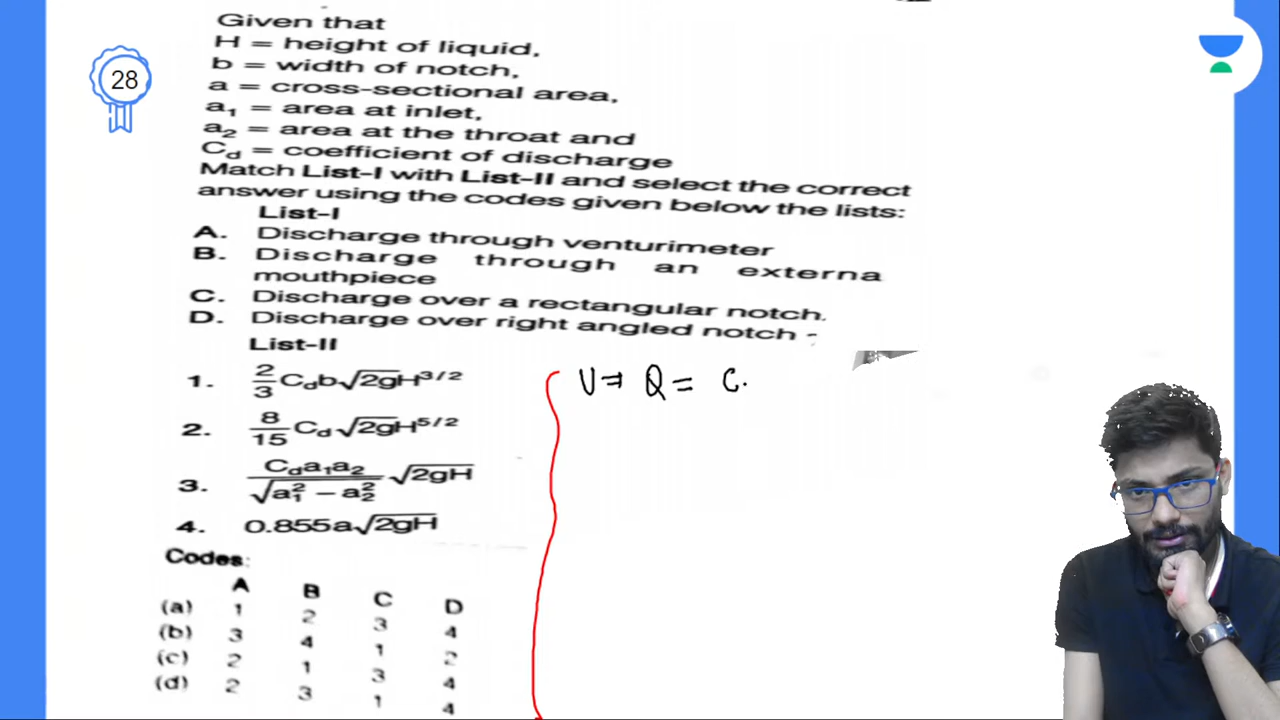 28
Given that
H = height of liquid,
b = width of notch,
a = cross-sectional area,
a₁ = area at inlet,
a₂ = area at the throat and
C_d = coefficient of discharge
Match List-I with List-II and select the correct
answer using the codes given below the lists:
List-I
A. Discharge through venturimeter
B. Discharge through an externa
mouthpiece
C. Discharge over a rectangular notch.
D. Discharge over right angled notch
List-II
1. 2/3 C_d b√2gH^3/2
2. 8/15 C_d √2gH^5/2
3. C_d a₁a₂ / √a₁² − a₂² √2gH
4. 0.855a√2gH
V⇒ Q = C.
Codes:
A B C D
(a) 1 2 3 4
(b) 3 4 1 2
(c) 2 1 3 4
(d) 2 3 1 4